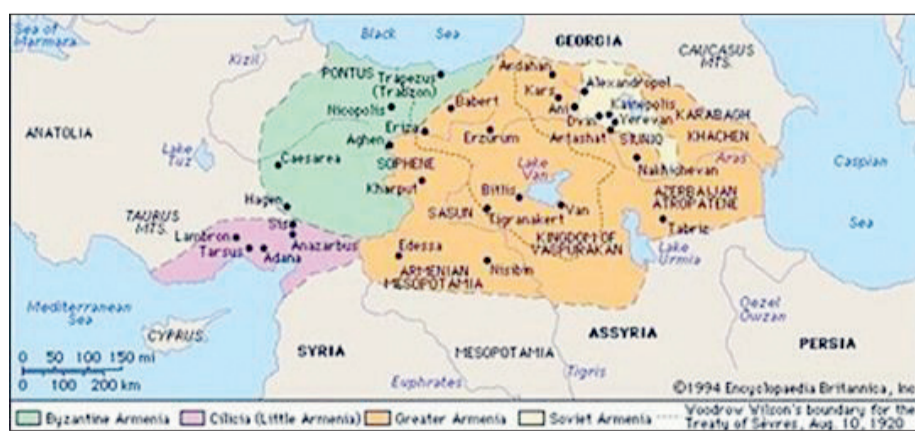 Sea of
Marmara
Black Sea
GEORGIA
CAUCASUS
MTS.
Kizil
PONTUS
Trapezus
(Trabzon)
Ardahan
Alexandropol
Kars
Nicopolis
Babert
Ani
Yerevan
KARABAGH
ANATOLIA
Aghen
Eriza
Erzurum
Artashat
KHACHEN
Lake
Tuz
Caesarea
SOPHENE
Lake
Van
Nakhichevan
Aras
Caspian
Sea
Kharput
Bitlis
AZERBAIJAN
ATROPATENE
TAURUS
MTS.
SASUN
Tigranakert
Van
Tabriz
Lambron
Anazarbus
KINGDOM OF
VASPURAKAN
Lake
Urmia
Tarsus
Adana
Edessa
Nisibin
ARMENIAN
MESOPOTAMIA
Mediterranean
Sea
CYPRUS
SYRIA
ASSYRIA
Qezel
Owzan
MESOPOTAMIA
PERSIA
0 50 100 150 mi
0 100 200 km
Euphrates
Tigris
©1994 Encyclopaedia Britannica, Inc
Byzantine Armenia
Cilicia (Little Armenia)
Greater Armenia
Soviet Armenia
Woodrow Wilson's boundary for the
Treaty of Sèvres, Aug. 10, 1920